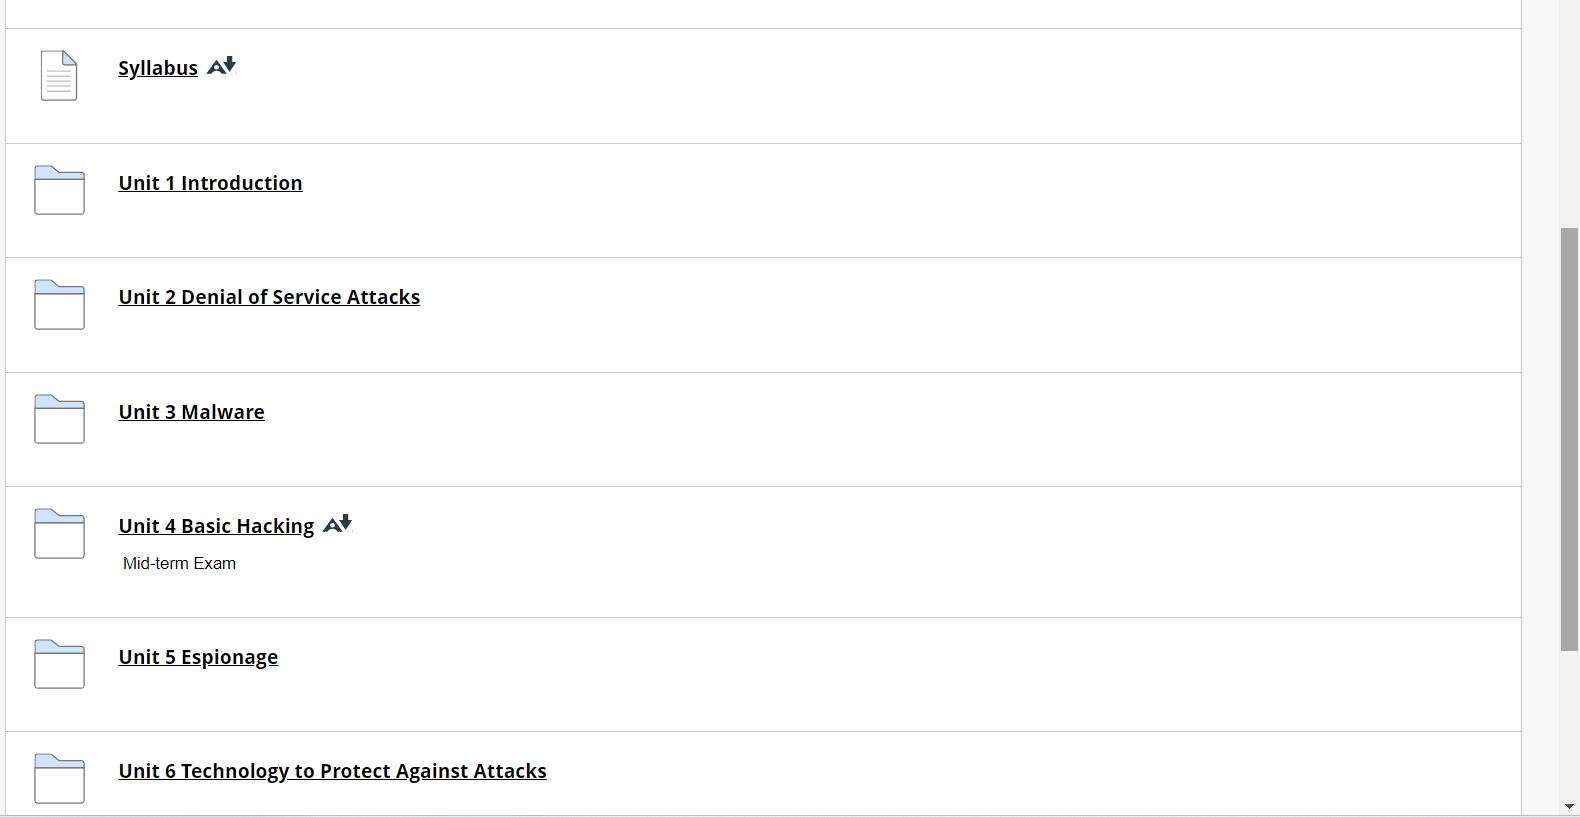 Syllabus
Unit 1 Introduction
Unit 2 Denial of Service Attacks
Unit 3 Malware
Unit 4 Basic Hacking
Mid-term Exam
Unit 5 Espionage
Unit 6 Technology to Protect Against Attacks